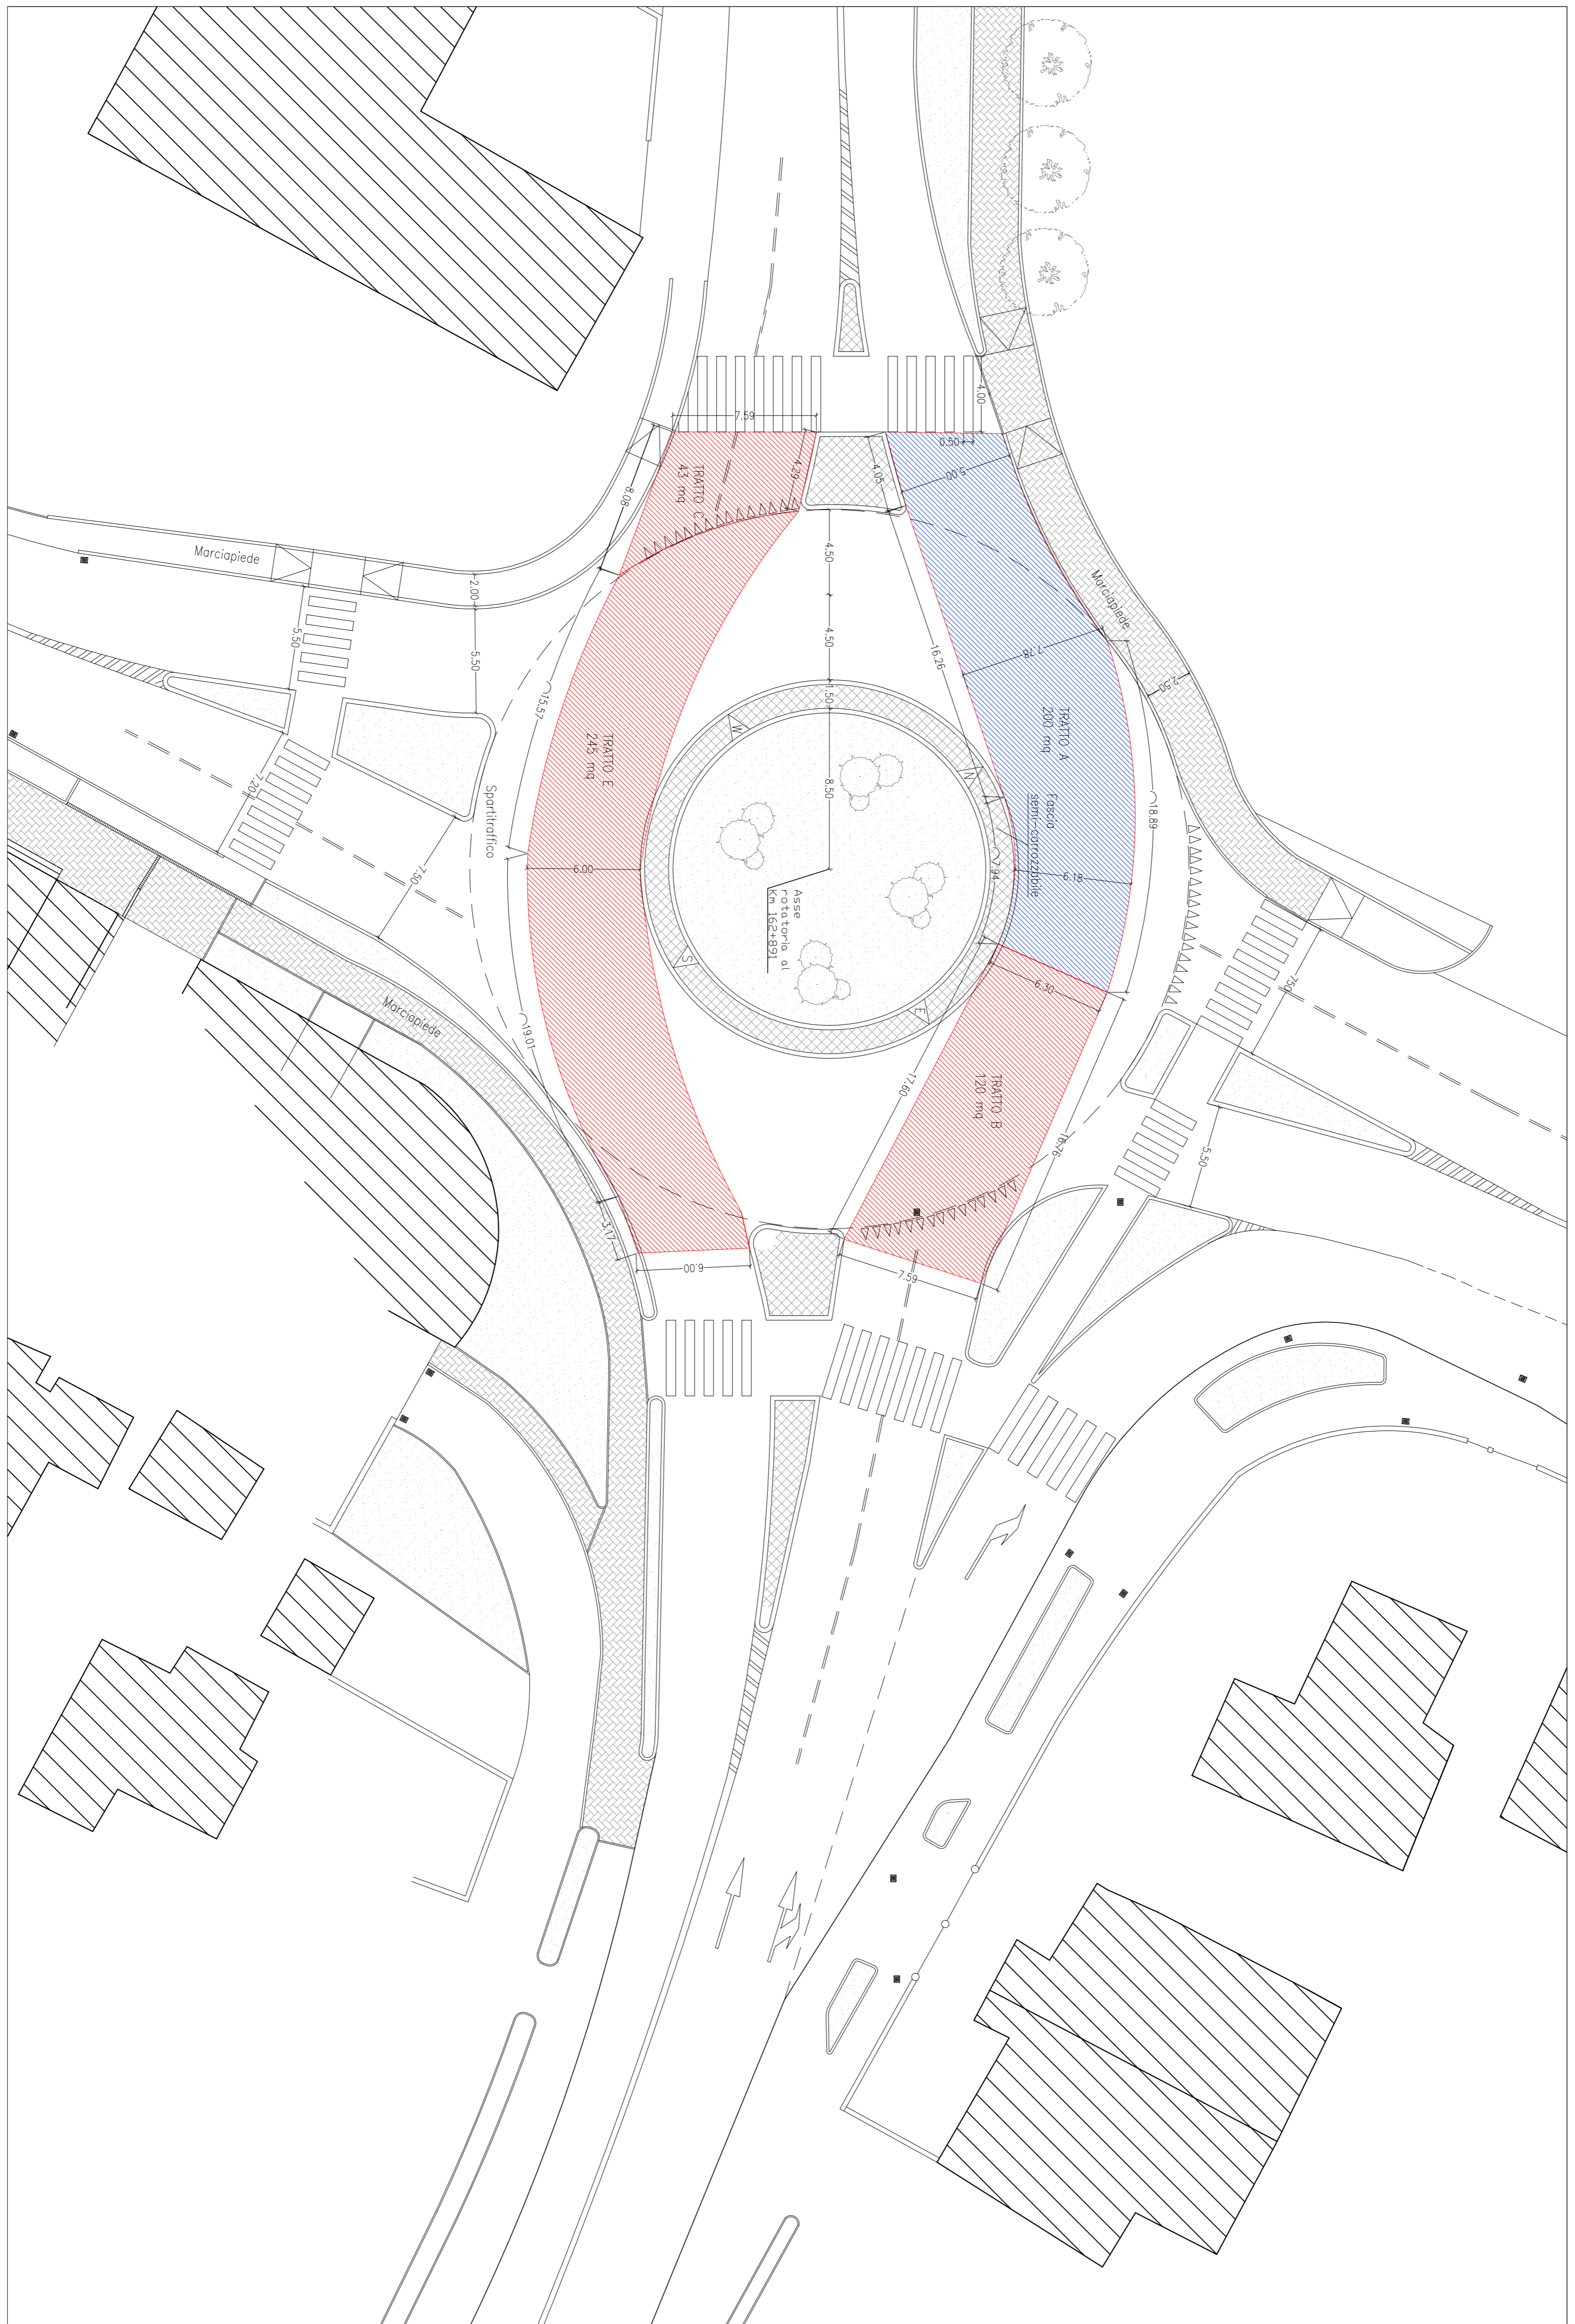 4.00
7.59
0.50
5.00
4.29
4.05
TRATTO C
43 mq
8.08
4.50
Marciapiede
Marciapiede
2.00
5.50
5.50
4.50
16.26
7.78
2.50
1.50
15.57
W
TRATTO A
200 mq
TRATTO E
245 mq
N
Fascia
semi-carrozzabile
18.89
8.50
7.20
Spartitraffico
7.50
6.00
7.94
6.18
Asse
rotatoria al
Km 162+891
S
E
6.30
7.50
Marciapiede
19.01
17.60
TRATTO B
120 mq
16.76
5.50
3.17
6.00
7.59